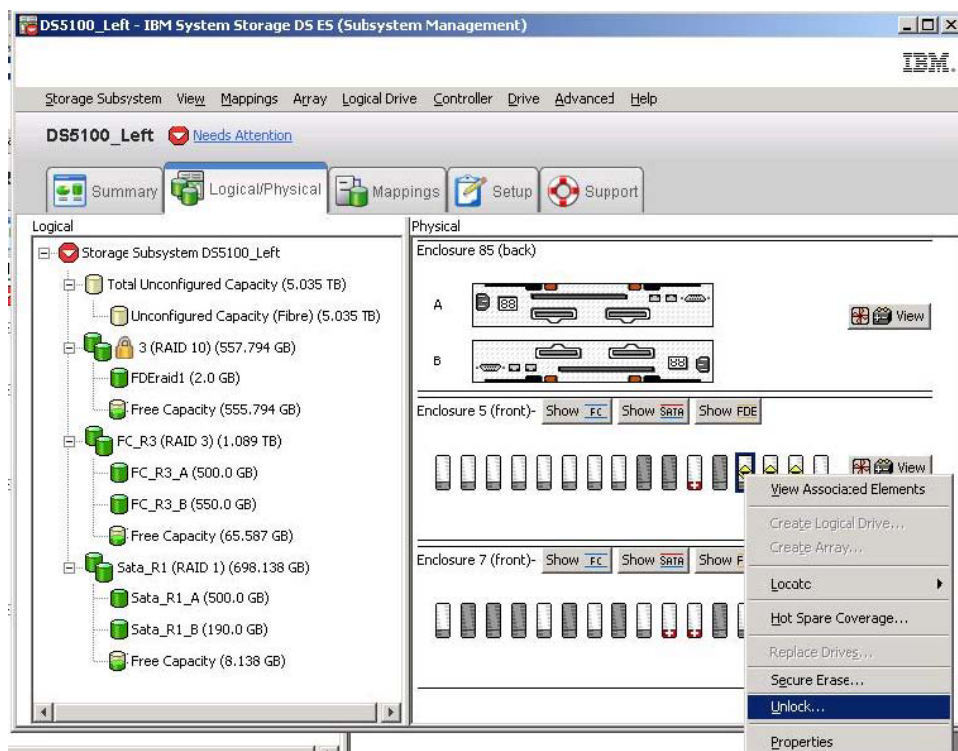 DS5100_Left - IBM System Storage DS ES (Subsystem Management)
IBM.
Storage Subsystem View Mappings Array Logical Drive Controller Drive Advanced Help
DS5100_Left Needs Attention
Summary Logical/Physical Mappings Setup Support
Logical
Storage Subsystem DS5100_Left
Total Unconfigured Capacity (5.035 TB)
Unconfigured Capacity (Fibre) (5.035 TB)
3 (RAID 10) (557.794 GB)
FDEraid1 (2.0 GB)
Free Capacity (555.794 GB)
FC_R3 (RAID 3) (1.089 TB)
FC_R3_A (500.0 GB)
FC_R3_B (550.0 GB)
Free Capacity (65.587 GB)
Sata_R1 (RAID 1) (698.138 GB)
Sata_R1_A (500.0 GB)
Sata_R1_B (190.0 GB)
Free Capacity (8.138 GB)
Physical
Enclosure 85 (back)
A
View
B
Enclosure 5 (front)- Show FC Show SATA Show FDE
View
Enclosure 7 (front)- Show FC Show SATA Show F
View Associated Elements
Create Logical Drive...
Create Array...
Locate
Hot Spare Coverage...
Replace Drives...
Secure Erase...
Unlock...
Properties